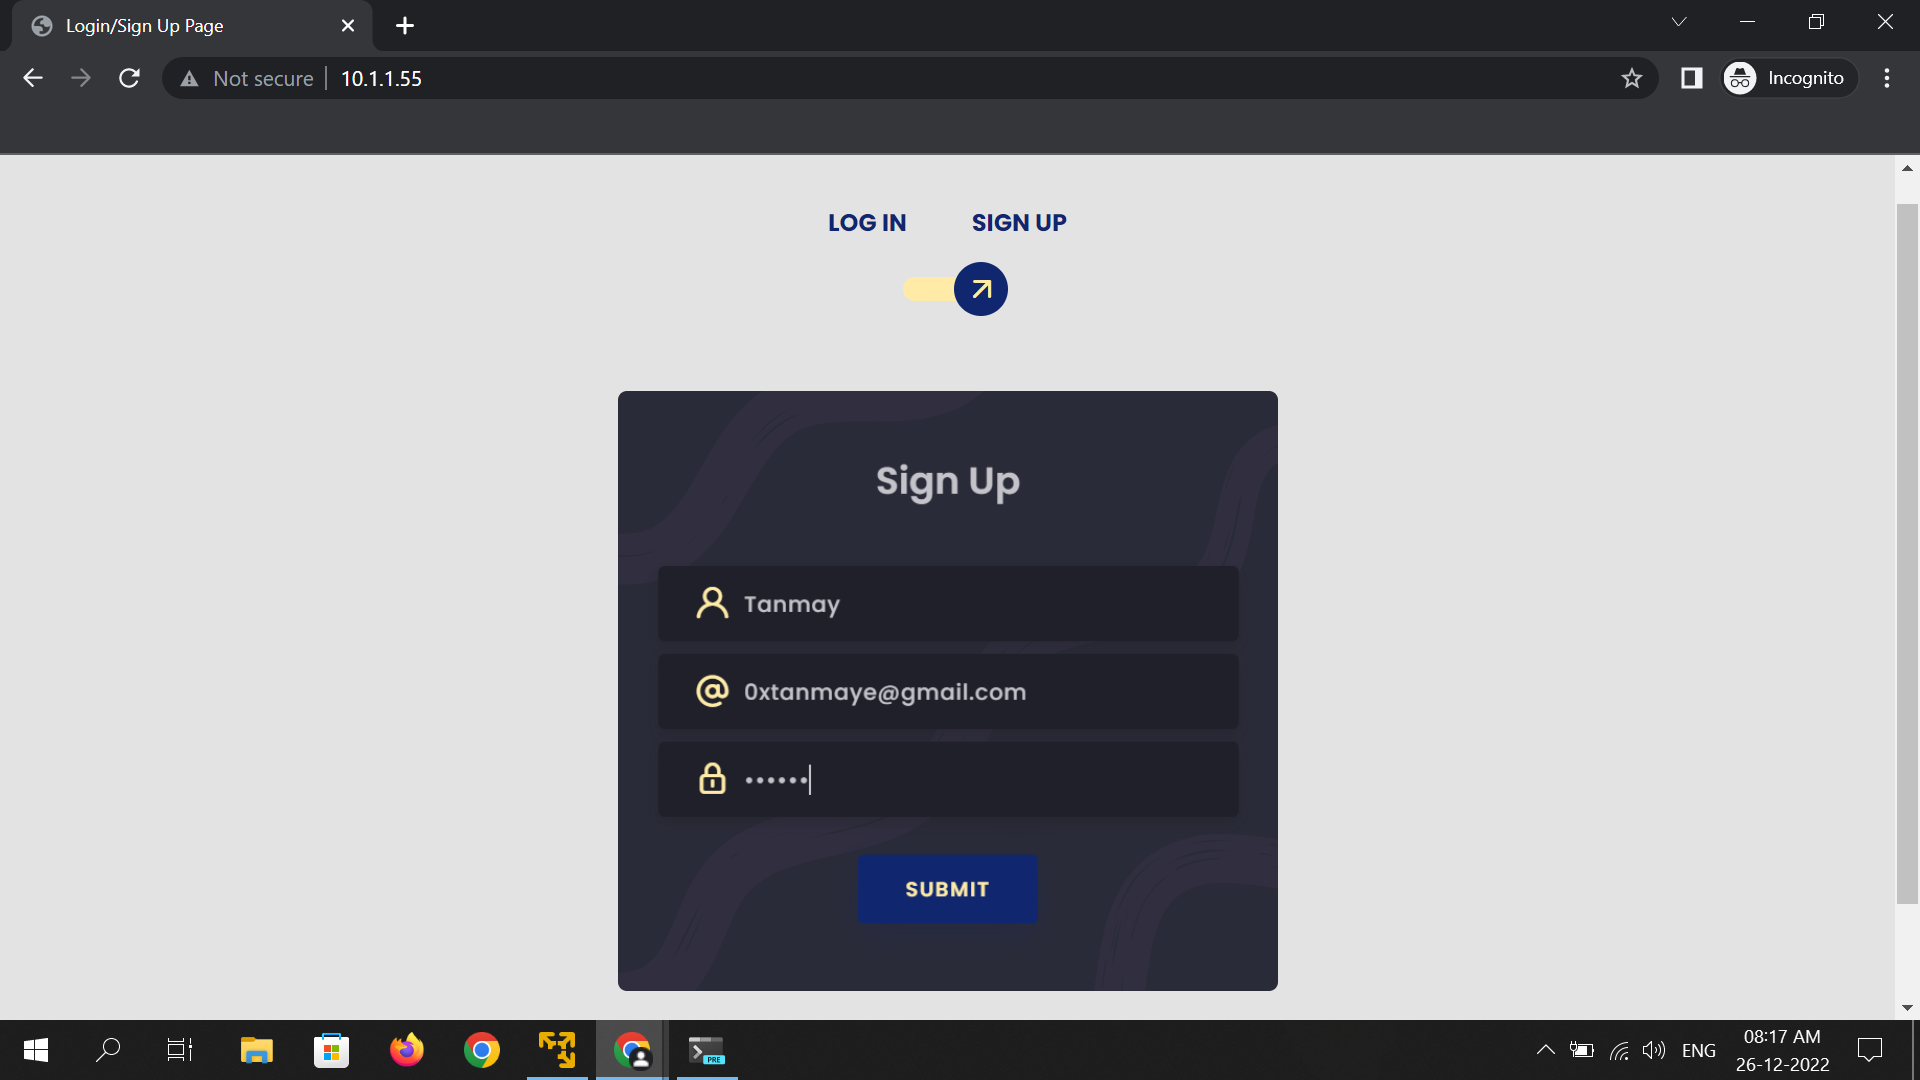 Login/Sign Up Page
Not secure 10.1.1.55
Incognito
LOG IN SIGN UP
Sign Up
Tanmay
@ 0xtanmaye@gmail.com
••••••
SUBMIT
PRE
ENG
08:17 AM
26-12-2022